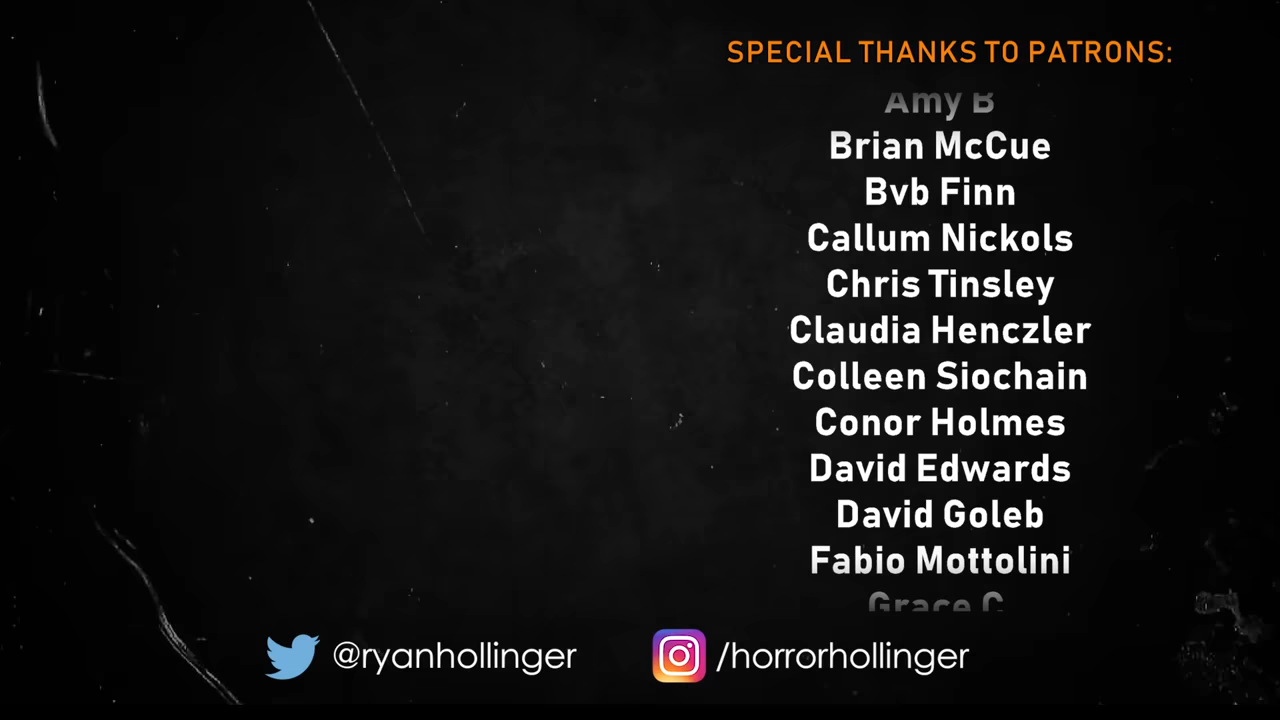 SPECIAL THANKS TO PATRONS:
Amy B
Brian McCue
Bvb Finn
Callum Nickols
Chris Tinsley
Claudia Henczler
Colleen Siochain
Conor Holmes
David Edwards
David Goleb
Fabio Mottolini
Grace C
@ryanhollinger
/horrorhollinger